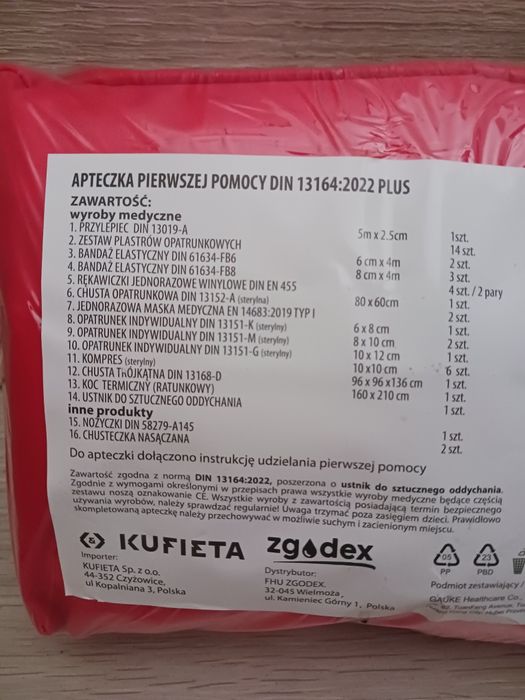 APTECZKA PIERWSZEJ POMOCY DIN 13164:2022 PLUS
ZAWARTOŚĆ:
wyroby medyczne
1. PRZYLEPIEC DIN 13019-A 5m x 2.5cm 1szt.
2. ZESTAW PLASTRÓW OPATRUNKOWYCH 14 szt.
3. BANDAŻ ELASTYCZNY DIN 61634-FB6 6 cm x 4m 2 szt.
4. BANDAŻ ELASTYCZNY DIN 61634-FB8 8 cm x 4m 3 szt.
5. RĘKAWICZKI JEDNORAZOWE WINYLOWE DIN EN 455 4 szt. / 2 pary
6. CHUSTA OPATRUNKOWA DIN 13152-A (sterylna) 80 x 60cm 1 szt.
7. JEDNORAZOWA MASKA MEDYCZNA EN 14683:2019 TYP I 2 szt.
8. OPATRUNEK INDYWIDUALNY DIN 13151-K (sterylny) 6 x 8 cm 1 szt.
9. OPATRUNEK INDYWIDUALNY DIN 13151-M (sterylny) 8 x 10 cm 2 szt.
10. OPATRUNEK INDYWIDUALNY DIN 13151-G (sterylny) 10 x 12 cm 1 szt.
11. KOMPRES (sterylny) 10 x10 cm 6 szt.
12. CHUSTA TRÓJKĄTNA DIN 13168-D 96 x 96 x136 cm 1 szt.
13. KOC TERMICZNY (RATUNKOWY) 160 x 210 cm 1 szt.
14. USTNIK DO SZTUCZNEGO ODDYCHANIA 1 szt.
inne produkty
15. NOŻYCZKI DIN 58279-A145 1 szt.
16. CHUSTECZKA NASĄCZANA 2 szt.
Do apteczki dołączono instrukcję udzielania pierwszej pomocy
Zawartość zgodna z normą DIN 13164:2022, poszerzona o ustnik do sztucznego oddychania.
Zgodnie z wymogami określonymi w przepisach prawa wszystkie wyroby medyczne będące częścią
zestawu noszą oznakowanie CE. Wszystkie wyroby z zawartością posiadającą termin bezpiecznego
używania wyrobów, należy sprawdzać regularnie! Uwaga trzymać poza zasięgiem dzieci. Prawidłowo
skompletowaną apteczkę należy przechowywać w możliwie suchym i zacienionym miejscu.
KUFIETA
zgodex
Importer:
KUFIETA Sp. z o.o.
44-352 Czyżowice,
ul Kopalniana 3, Polska
Dystrybutor:
FHU ZGODEX.
32-045 Wielmoża,
ul. Kamieniec Górny 1, Polska
05
PP
23
PBD
Podmiot zestawiający /
GAUKE Healthcare Co.,